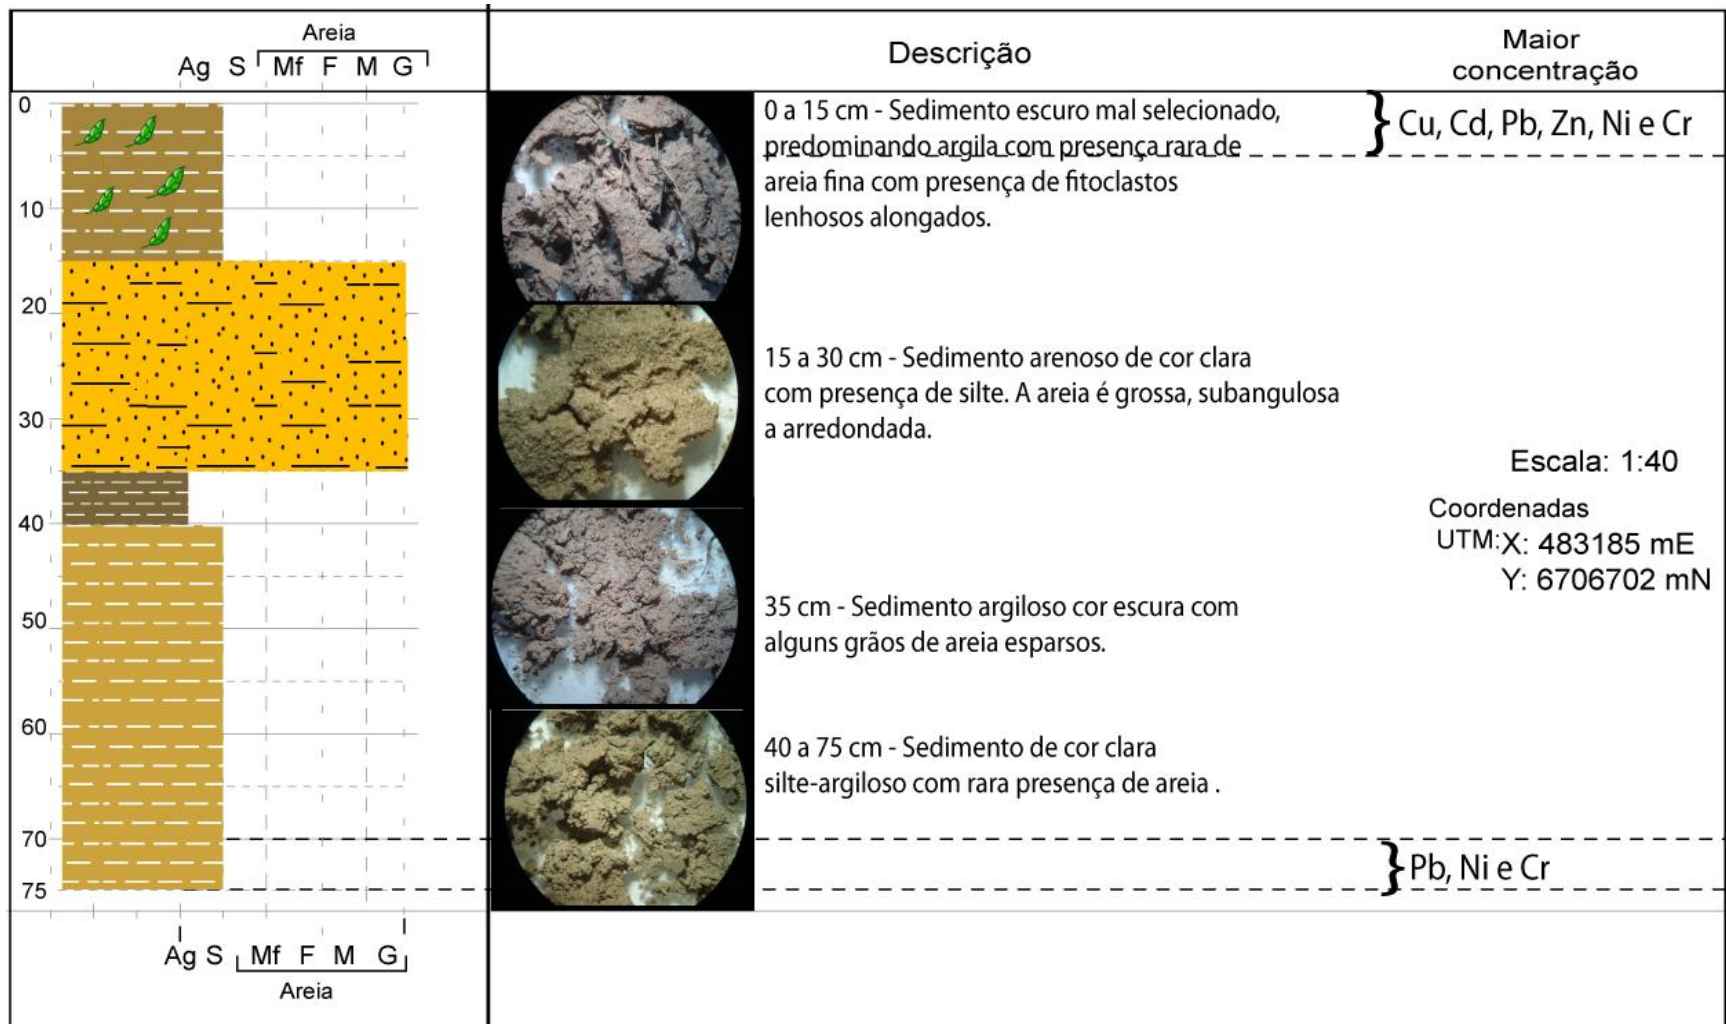 Areia
Ag S Mf F M G
Descrição
Maior
concentração
0
10
20
30
40
50
60
70
75
0 a 15 cm - Sedimento escuro mal selecionado,
predominando argila com presença rara de
areia fina com presença de fitoclastos
lenhosos alongados.
} Cu, Cd, Pb, Zn, Ni e Cr
15 a 30 cm - Sedimento arenoso de cor clara
com presença de silte. A areia é grossa, subangulosa
a arredondada.
Escala: 1:40
Coordenadas
UTM:X: 483185 mE
Y: 6706702 mN
35 cm - Sedimento argiloso cor escura com
alguns grãos de areia esparsos.
40 a 75 cm - Sedimento de cor clara
silte-argiloso com rara presença de areia .
} Pb, Ni e Cr
Ag S Mf F M G
Areia